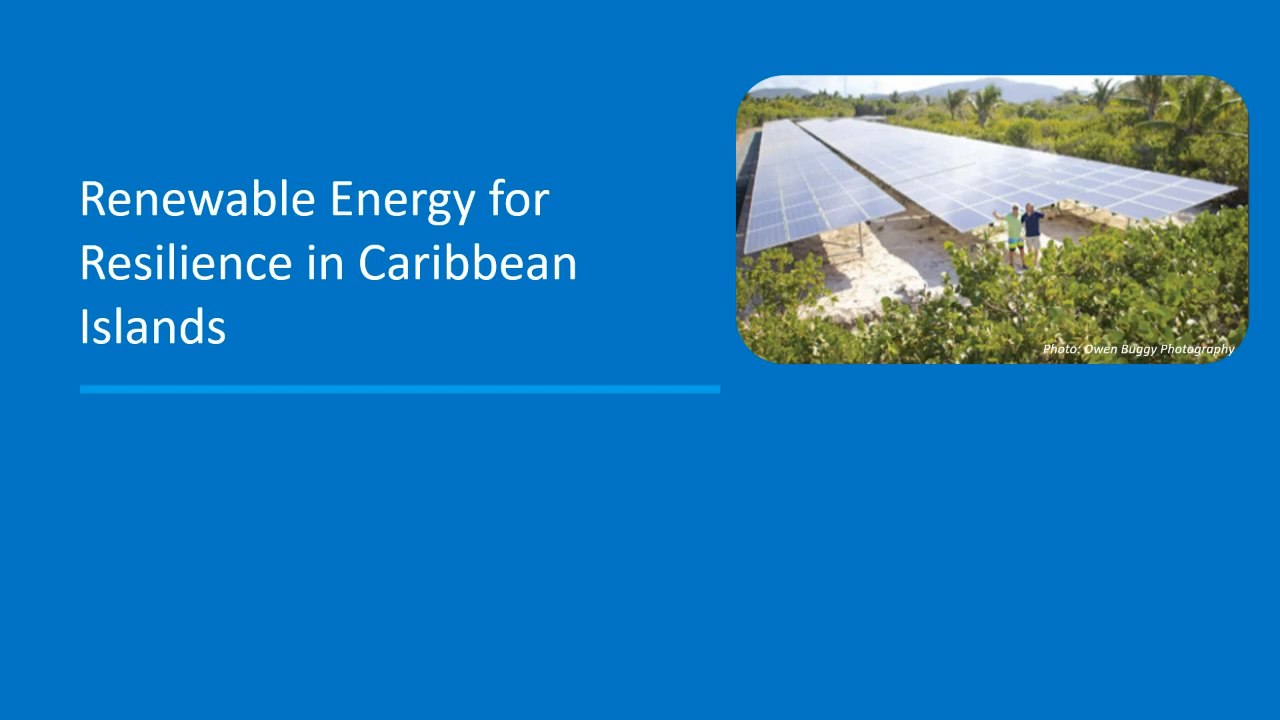 Renewable Energy for
Resilience in Caribbean
Islands
Photo: Owen Buggy Photography